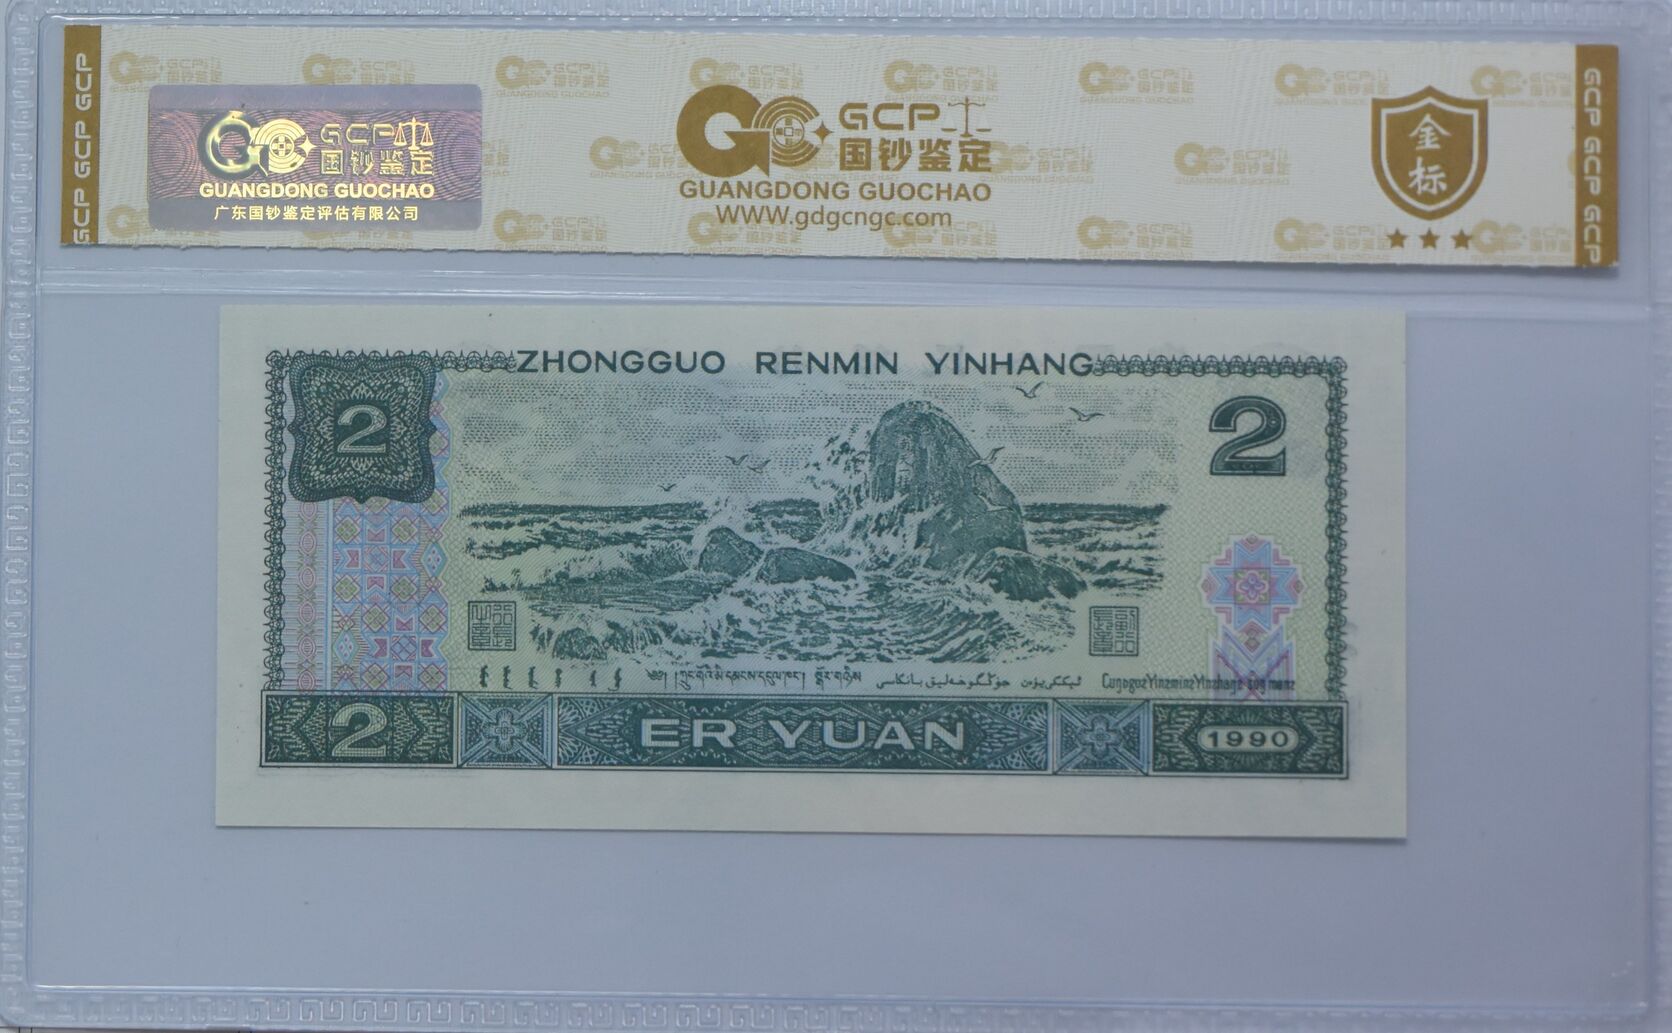 GCP GCP GCP
GCP
国钞鉴定
GUANGDONG GUOCHAO
广东国钞鉴定评估有限公司
GCP
国钞鉴定
GUANGDONG GUOCHAO
WWW.gdgcngc.com
金标
GCP GCP GCP
ZHONGGUO RENMIN YINHANG
2
2
2
ER YUAN
1990